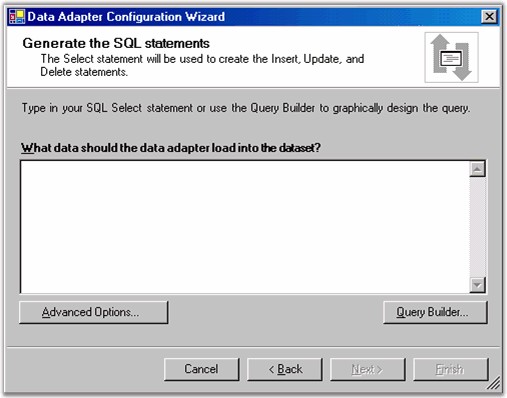 Data Adapter Configuration Wizard
Generate the SQL statements
The Select statement will be used to create the Insert, Update, and
Delete statements.
Type in your SQL Select statement or use the Query Builder to graphically design the query.
What data should the data adapter load into the dataset?
Advanced Options...
Query Builder...
Cancel
< Back
Next >
Finish